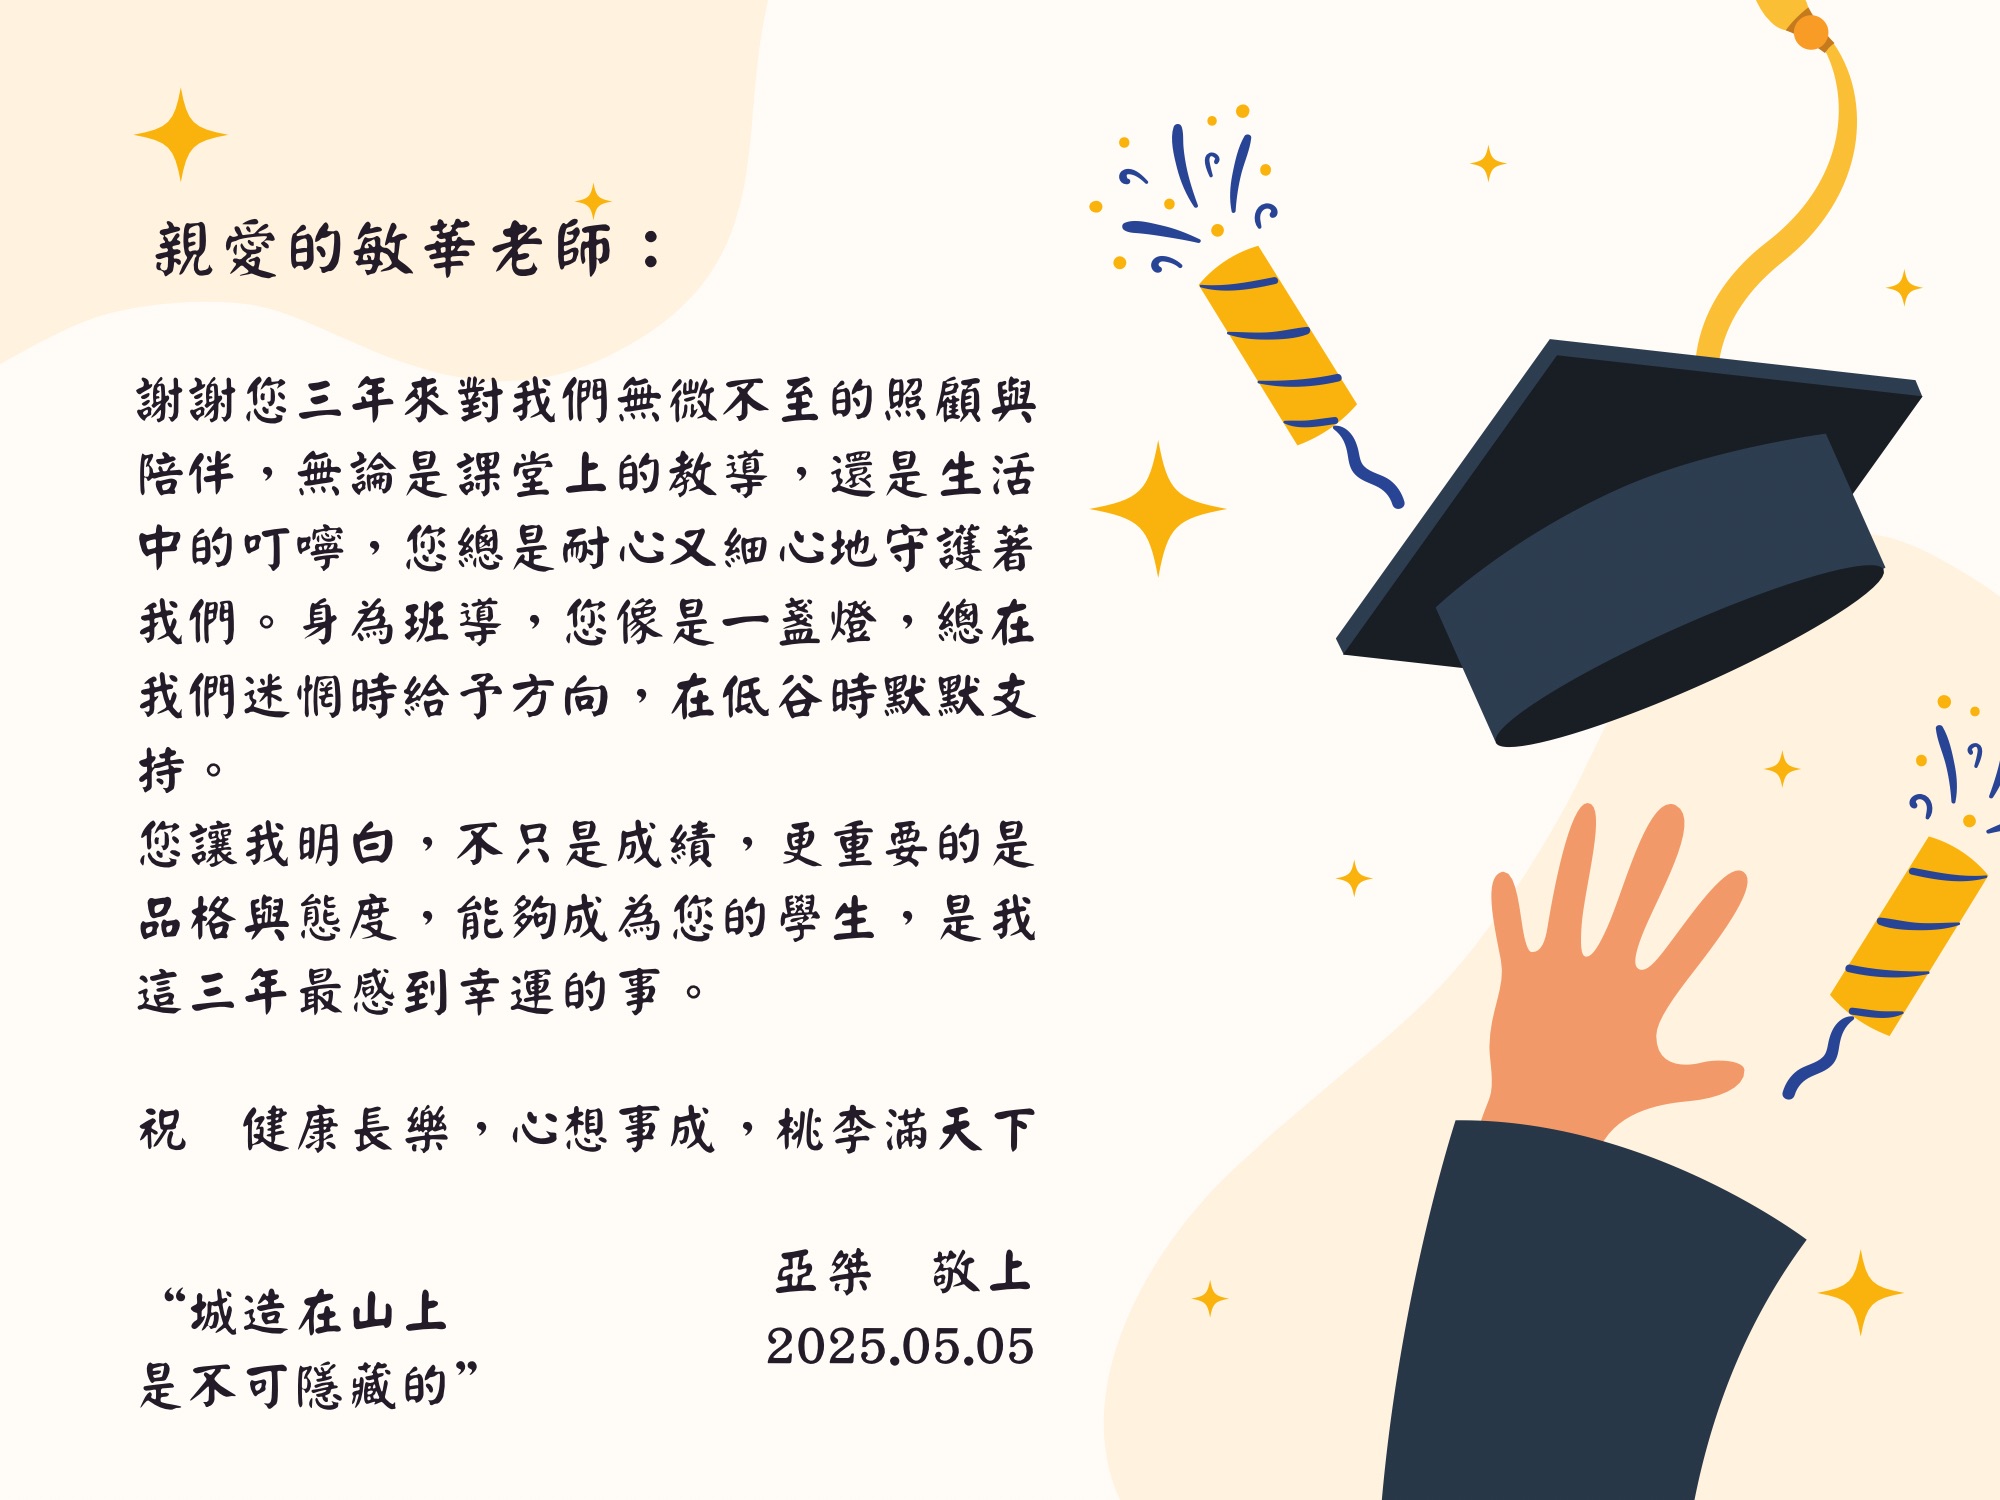 親愛的敏華老師：
謝謝您三年來對我們無微不至的照顧與
陪伴，無論是課堂上的教導，還是生活
中的叮嚀，您總是耐心又細心地守護著
我們。身為班導，您像是一盞燈，總在
我們迷惘時給予方向，在低谷時默默支
持。
您讓我明白，不只是成績，更重要的是
品格與態度，能夠成為您的學生，是我
這三年最感到幸運的事。
祝　健康長樂，心想事成，桃李滿天下
亞桀　敬上
2025.05.05
“城造在山上
是不可隱藏的”